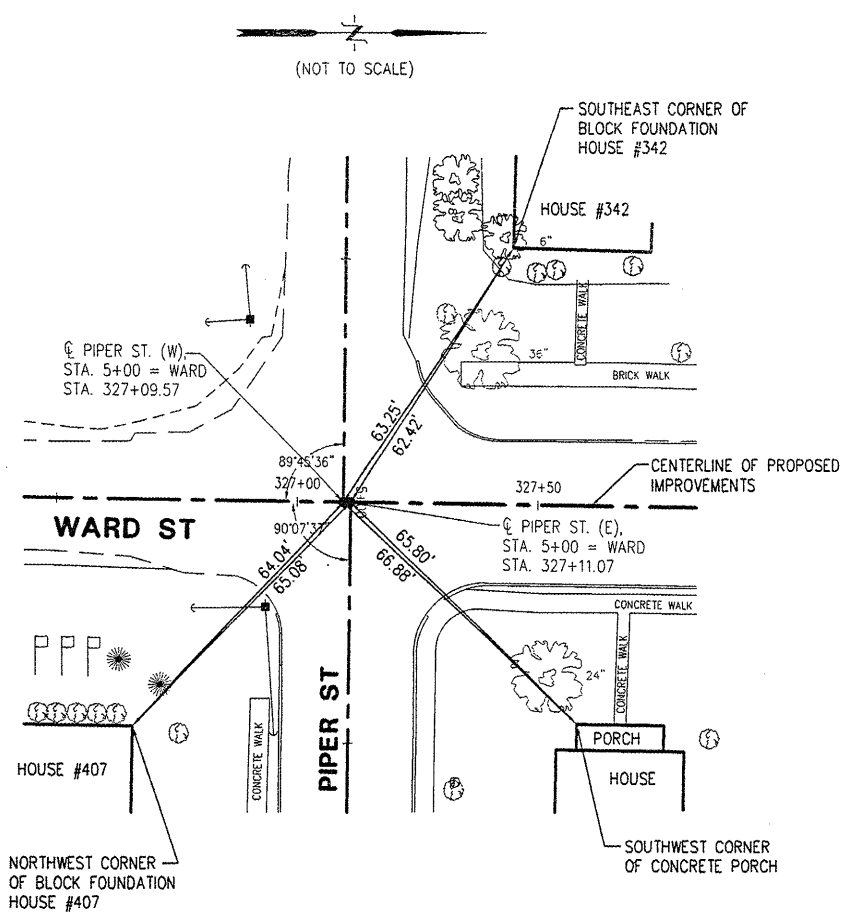 N
(NOT TO SCALE)
SOUTHEAST CORNER OF
BLOCK FOUNDATION
HOUSE #342
HOUSE #342
6"
CONCRETE WALK
36"
BRICK WALK
℄ PIPER ST. (W),
STA. 5+00 = WARD
STA. 327+09.57
63.25'
62.42'
89°45'36"
327+00
327+50
CENTERLINE OF PROPOSED
IMPROVEMENTS
WARD ST
90°07'37"
℄ PIPER ST. (E),
STA. 5+00 = WARD
STA. 327+11.07
64.04'
65.08'
65.80'
66.88'
CONCRETE WALK
CONCRETE WALK
24"
PIPER ST
CONCRETE WALK
PORCH
HOUSE
HOUSE #407
NORTHWEST CORNER
OF BLOCK FOUNDATION
HOUSE #407
SOUTHWEST CORNER
OF CONCRETE PORCH